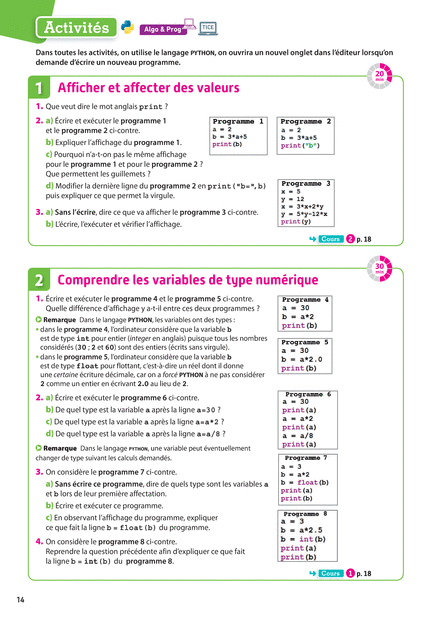 Activités
Algo & Prog
TICE
Dans toutes les activités, on utilise le langage PYTHON, on ouvrira un nouvel onglet dans l'éditeur lorsqu'on
demande d'écrire un nouveau programme.
20 min
1 Afficher et affecter des valeurs
1. Que veut dire le mot anglais print ?
2. a) Écrire et exécuter le programme 1
et le programme 2 ci-contre.
b) Expliquer l'affichage du programme 1.
c) Pourquoi n'a-t-on pas le même affichage
pour le programme 1 et pour le programme 2 ?
Que permettent les guillemets ?
d) Modifier la dernière ligne du programme 2 en print("b=",b)
puis expliquer ce que permet la virgule.
3. a) Sans l'écrire, dire ce que va afficher le programme 3 ci-contre.
b) L'écrire, l'exécuter et vérifier l'affichage.
Programme 1
a = 2
b = 3*a+5
print(b)
Programme 2
a = 2
b = 3*a+5
print("b")
Programme 3
x = 5
y = 12
x = 3*x+2*y
y = 5*y-12*x
print(y)
Cours 2 p. 18
30 min
2 Comprendre les variables de type numérique
1. Écrire et exécuter le programme 4 et le programme 5 ci-contre.
Quelle différence d'affichage y a-t-il entre ces deux programmes ?
Remarque Dans le langage PYTHON, les variables ont des types :
• dans le programme 4, l'ordinateur considère que la variable b
est de type int pour entier (integer en anglais) puisque tous les nombres
considérés (30 ; 2 et 60) sont des entiers (écrits sans virgule).
• dans le programme 5, l'ordinateur considère que la variable b
est de type float pour flottant, c'est-à-dire un réel dont il donne
une certaine écriture décimale, car on a forcé PYTHON à ne pas considérer
2 comme un entier en écrivant 2.0 au lieu de 2.
2. a) Écrire et exécuter le programme 6 ci-contre.
b) De quel type est la variable a après la ligne a=30 ?
c) De quel type est la variable a après la ligne a=a*2 ?
d) De quel type est la variable a après la ligne a=a/8 ?
Remarque Dans le langage PYTHON, une variable peut éventuellement
changer de type suivant les calculs demandés.
3. On considère le programme 7 ci-contre.
a) Sans écrire ce programme, dire de quels types sont les variables a
et b lors de leur première affectation.
b) Écrire et exécuter ce programme.
c) En observant l'affichage du programme, expliquer
ce que fait la ligne b = float(b) du programme.
4. On considère le programme 8 ci-contre.
Reprendre la question précédente afin d'expliquer ce que fait
la ligne b = int(b) du programme 8.
Programme 4
a = 30
b = a*2
print(b)
Programme 5
a = 30
b = a*2.0
print(b)
Programme 6
a = 30
print(a)
a = a*2
print(a)
a = a/8
print(a)
Programme 7
a = 3
b = a*2
b = float(b)
print(a)
print(b)
Programme 8
a = 3
b = a*2.5
b = int(b)
print(a)
print(b)
Cours 1 p. 18
14